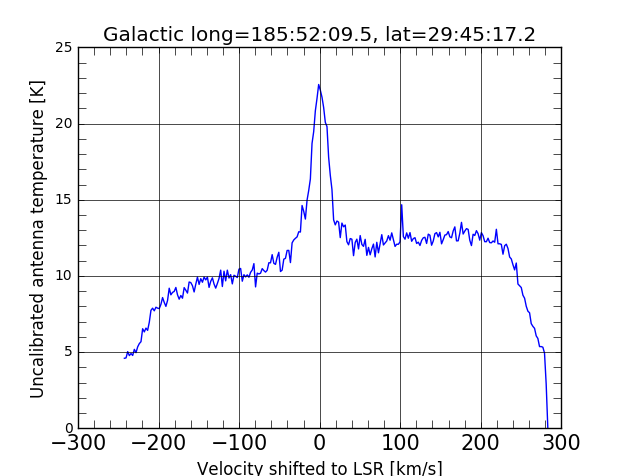 Galactic long=185:52:09.5, lat=29:45:17.2
25
20
15
10
5
0
Uncalibrated antenna temperature [K]
−300 −200 −100 0 100 200 300
Velocity shifted to LSR [km/s]